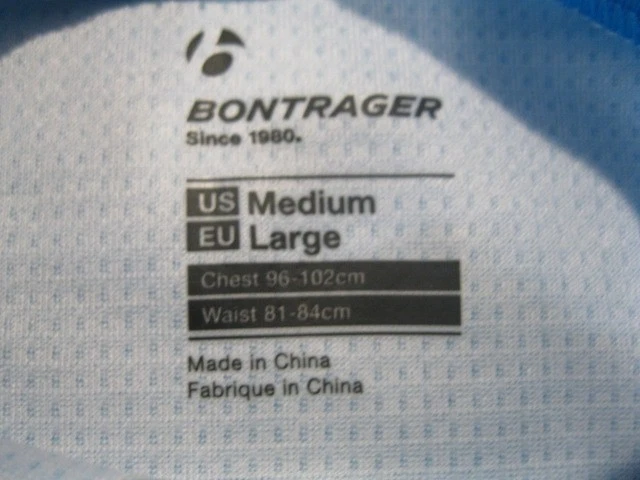 BONTRAGER
Since 1980.
US Medium
EU Large
Chest 96-102cm
Waist 81-84cm
Made in China
Fabrique in China